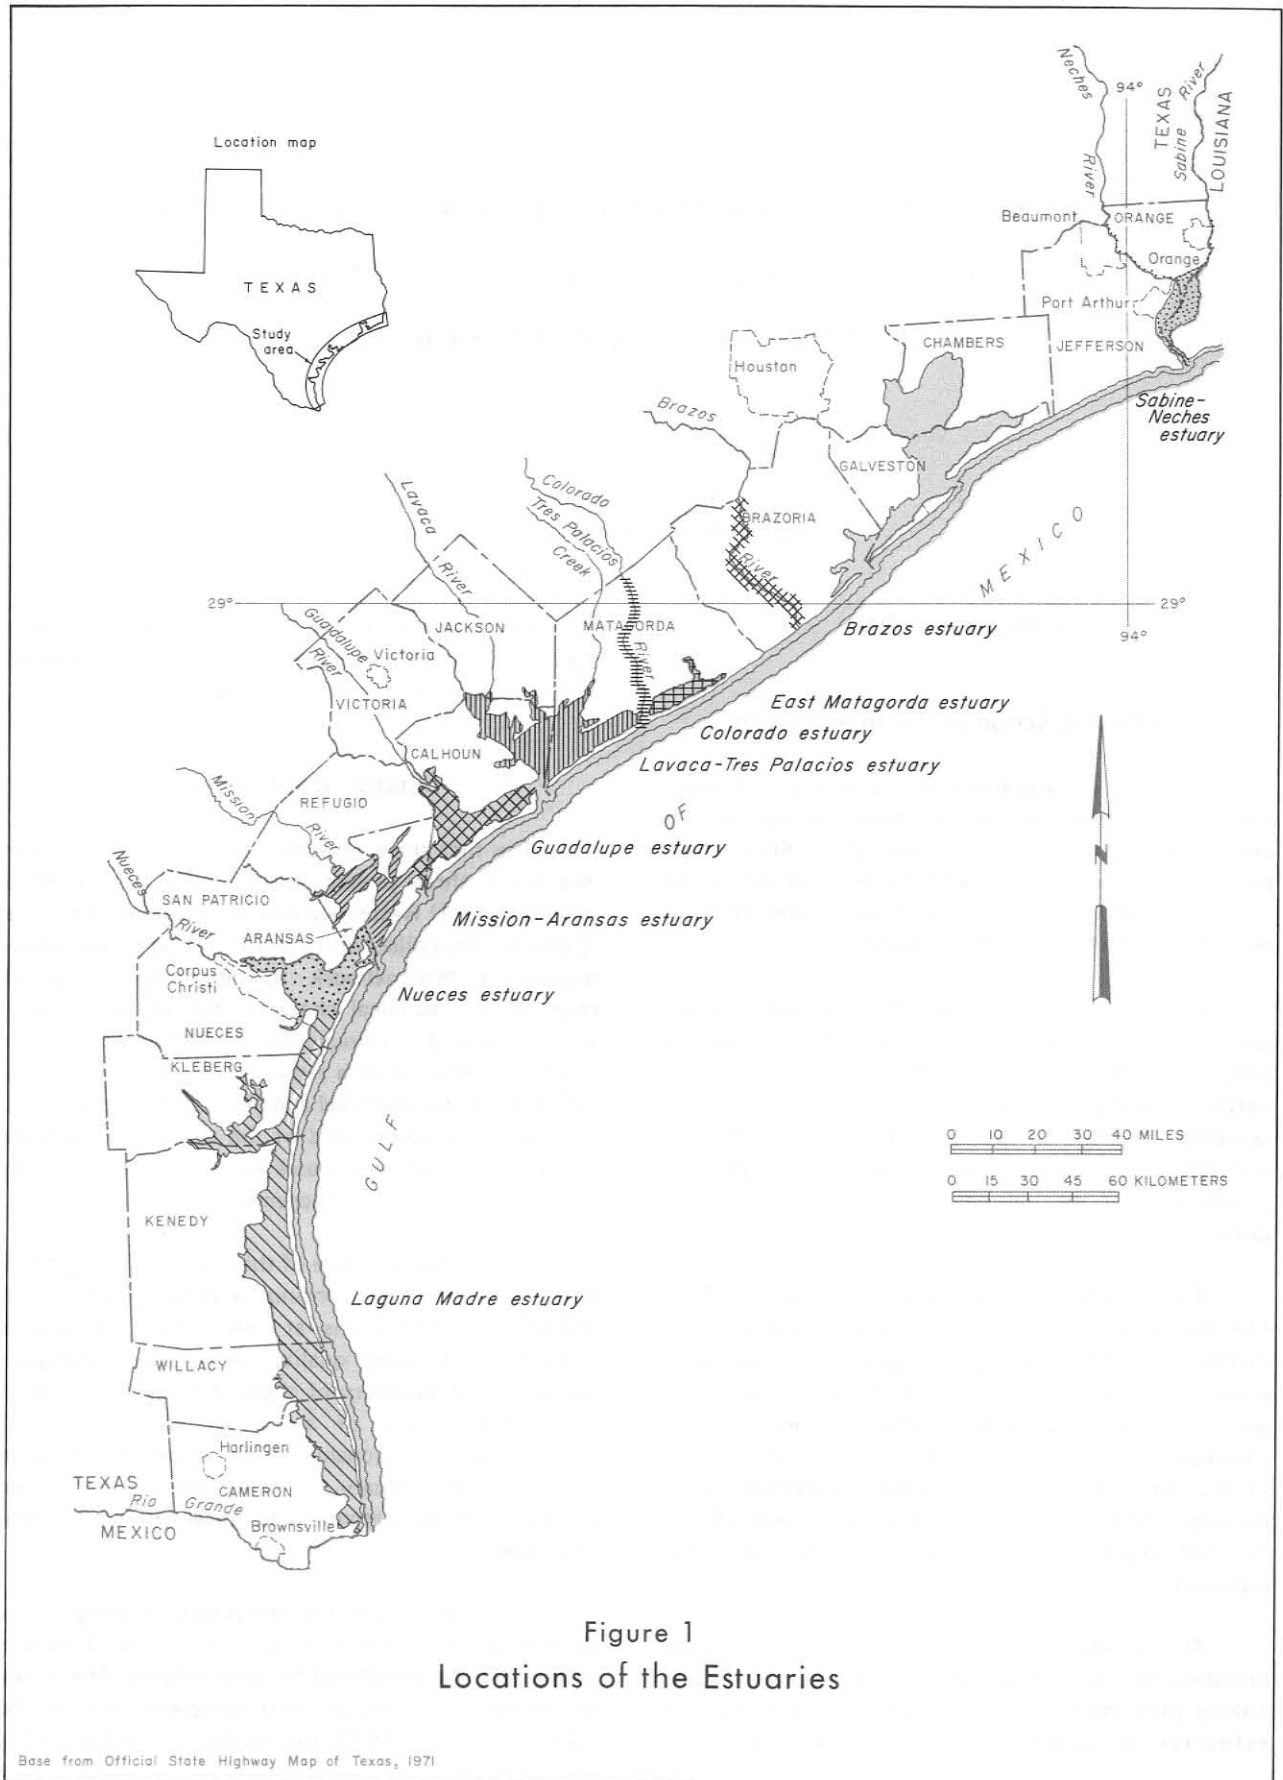 Location map
TEXAS
Study
area
Neches
River
94°
TEXAS
Sabine
River
LOUISIANA
Beaumont
ORANGE
Orange
Port Arthur
CHAMBERS
JEFFERSON
Houston
Sabine-
Neches
estuary
Brazos
River
GALVESTON
BRAZORIA
Colorado
River
Tres Palacios
Creek
Lavaca
River
MEXICO
29°
29°
94°
Guadalupe
River
JACKSON
MATAGORDA
Brazos estuary
Victoria
VICTORIA
East Matagorda estuary
Colorado estuary
CALHOUN
Lavaca-Tres Palacios estuary
Mission
River
REFUGIO
OF
Guadalupe estuary
N
Nueces
River
SAN PATRICIO
ARANSAS
Mission-Aransas estuary
Corpus
Christi
Nueces estuary
NUECES
KLEBERG
GULF
0 10 20 30 40 MILES
0 15 30 45 60 KILOMETERS
KENEDY
Laguna Madre estuary
WILLACY
Harlingen
TEXAS
CAMERON
Rio Grande
MEXICO
Brownsville
Figure 1
Locations of the Estuaries
Base from Official State Highway Map of Texas, 1971